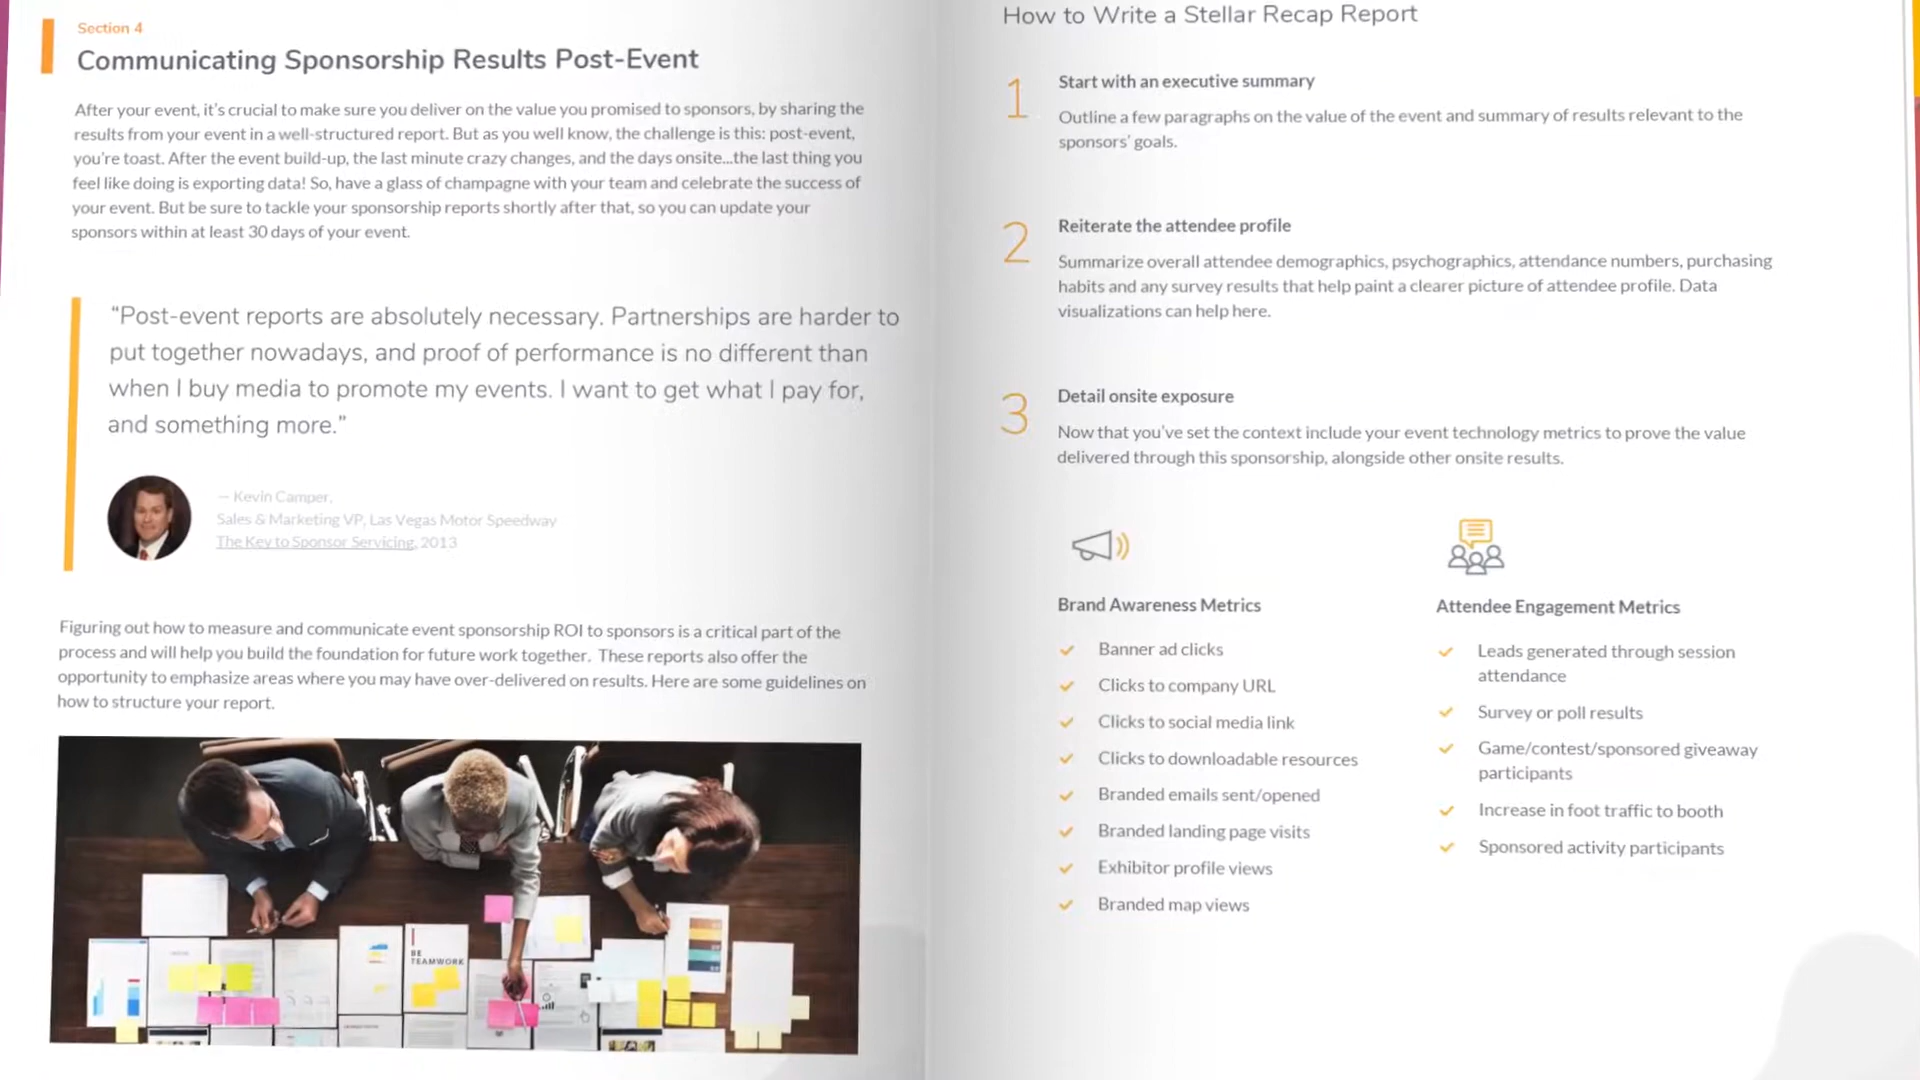 Section 4
Communicating Sponsorship Results Post-Event
After your event, it's crucial to make sure you deliver on the value you promised to sponsors, by sharing the
results from your event in a well-structured report. But as you well know, the challenge is this: post-event,
you're toast. After the event build-up, the last minute crazy changes, and the days onsite...the last thing you
feel like doing is exporting data! So, have a glass of champagne with your team and celebrate the success of
your event. But be sure to tackle your sponsorship reports shortly after that, so you can update your
sponsors within at least 30 days of your event.
“Post-event reports are absolutely necessary. Partnerships are harder to
put together nowadays, and proof of performance is no different than
when I buy media to promote my events. I want to get what I pay for,
and something more.”
— Kevin Camper,
Sales & Marketing VP, Las Vegas Motor Speedway
The Key to Sponsor Servicing, 2013
Figuring out how to measure and communicate event sponsorship ROI to sponsors is a critical part of the
process and will help you build the foundation for future work together. These reports also offer the
opportunity to emphasize areas where you may have over-delivered on results. Here are some guidelines on
how to structure your report.
BE
TEAMWORK
How to Write a Stellar Recap Report
1
Start with an executive summary
Outline a few paragraphs on the value of the event and summary of results relevant to the
sponsors' goals.
2
Reiterate the attendee profile
Summarize overall attendee demographics, psychographics, attendance numbers, purchasing
habits and any survey results that help paint a clearer picture of attendee profile. Data
visualizations can help here.
3
Detail onsite exposure
Now that you've set the context include your event technology metrics to prove the value
delivered through this sponsorship, alongside other onsite results.
Brand Awareness Metrics
Banner ad clicks
Clicks to company URL
Clicks to social media link
Clicks to downloadable resources
Branded emails sent/opened
Branded landing page visits
Exhibitor profile views
Branded map views
Attendee Engagement Metrics
Leads generated through session
attendance
Survey or poll results
Game/contest/sponsored giveaway
participants
Increase in foot traffic to booth
Sponsored activity participants